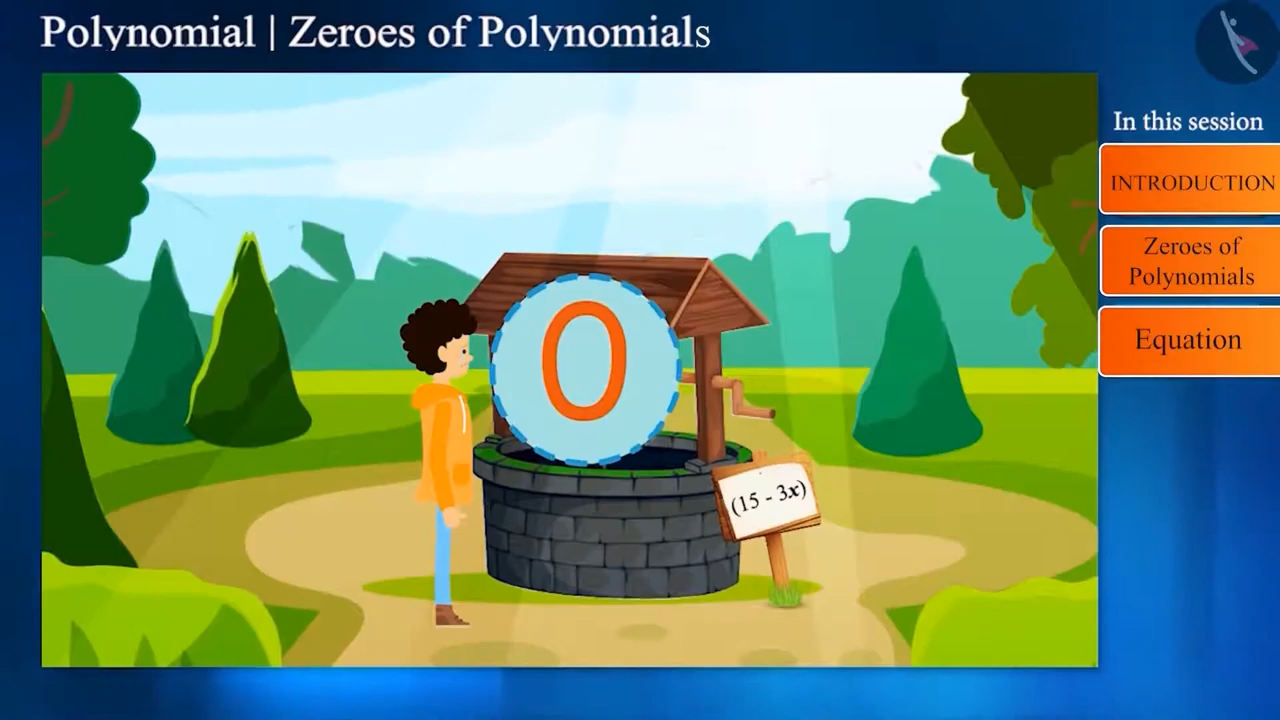 Polynomial | Zeroes of Polynomials
In this session
INTRODUCTION
Zeroes of
Polynomials
Equation
0
(15 - 3x)